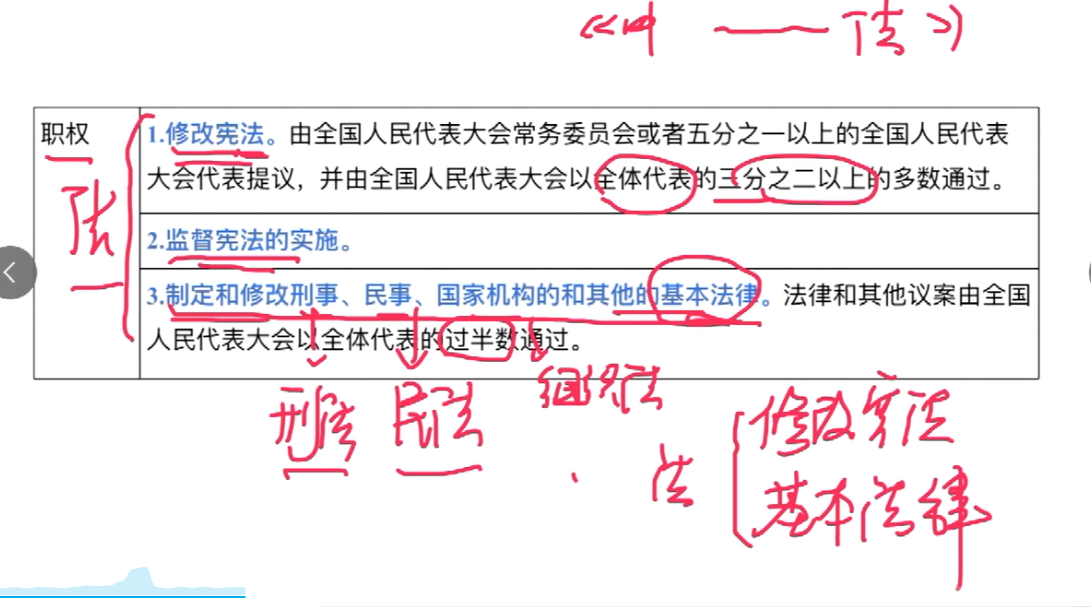 《中 —— 法》
职权
法
1.修改宪法。由全国人民代表大会常务委员会或者五分之一以上的全国人民代表
大会代表提议，并由全国人民代表大会以全体代表的三分之二以上的多数通过。
2.监督宪法的实施。
3.制定和修改刑事、民事、国家机构的和其他的基本法律。法律和其他议案由全国
人民代表大会以全体代表的过半数通过。
刑法 民法 组织法
法
修改宪法
基本法律